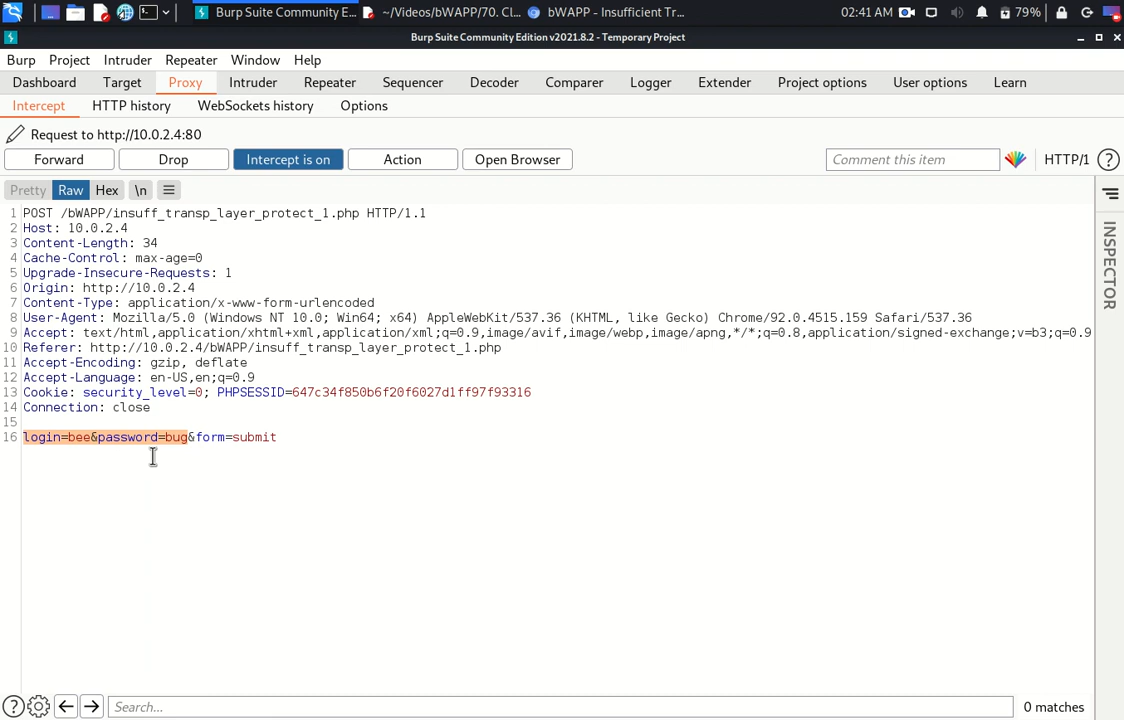 Burp Suite Community E... ~/Videos/bWAPP/70. Cl... bWAPP - Insufficient Tr... 02:41 AM 79%
Burp Suite Community Edition v2021.8.2 - Temporary Project
Burp Project Intruder Repeater Window Help
Dashboard Target Proxy Intruder Repeater Sequencer Decoder Comparer Logger Extender Project options User options Learn
Intercept HTTP history WebSockets history Options
Request to http://10.0.2.4:80
Forward Drop Intercept is on Action Open Browser Comment this item HTTP/1 ?
Pretty Raw Hex \n
1 POST /bWAPP/insuff_transp_layer_protect_1.php HTTP/1.1
2 Host: 10.0.2.4
3 Content-Length: 34
4 Cache-Control: max-age=0
5 Upgrade-Insecure-Requests: 1
6 Origin: http://10.0.2.4
7 Content-Type: application/x-www-form-urlencoded
8 User-Agent: Mozilla/5.0 (Windows NT 10.0; Win64; x64) AppleWebKit/537.36 (KHTML, like Gecko) Chrome/92.0.4515.159 Safari/537.36
9 Accept: text/html,application/xhtml+xml,application/xml;q=0.9,image/avif,image/webp,image/apng,*/*;q=0.8,application/signed-exchange;v=b3;q=0.9
10 Referer: http://10.0.2.4/bWAPP/insuff_transp_layer_protect_1.php
11 Accept-Encoding: gzip, deflate
12 Accept-Language: en-US,en;q=0.9
13 Cookie: security_level=0; PHPSESSID=647c34f850b6f20f6027d1ff97f93316
14 Connection: close
15
16 login=bee&password=bug&form=submit
INSPECTOR
? Search... 0 matches